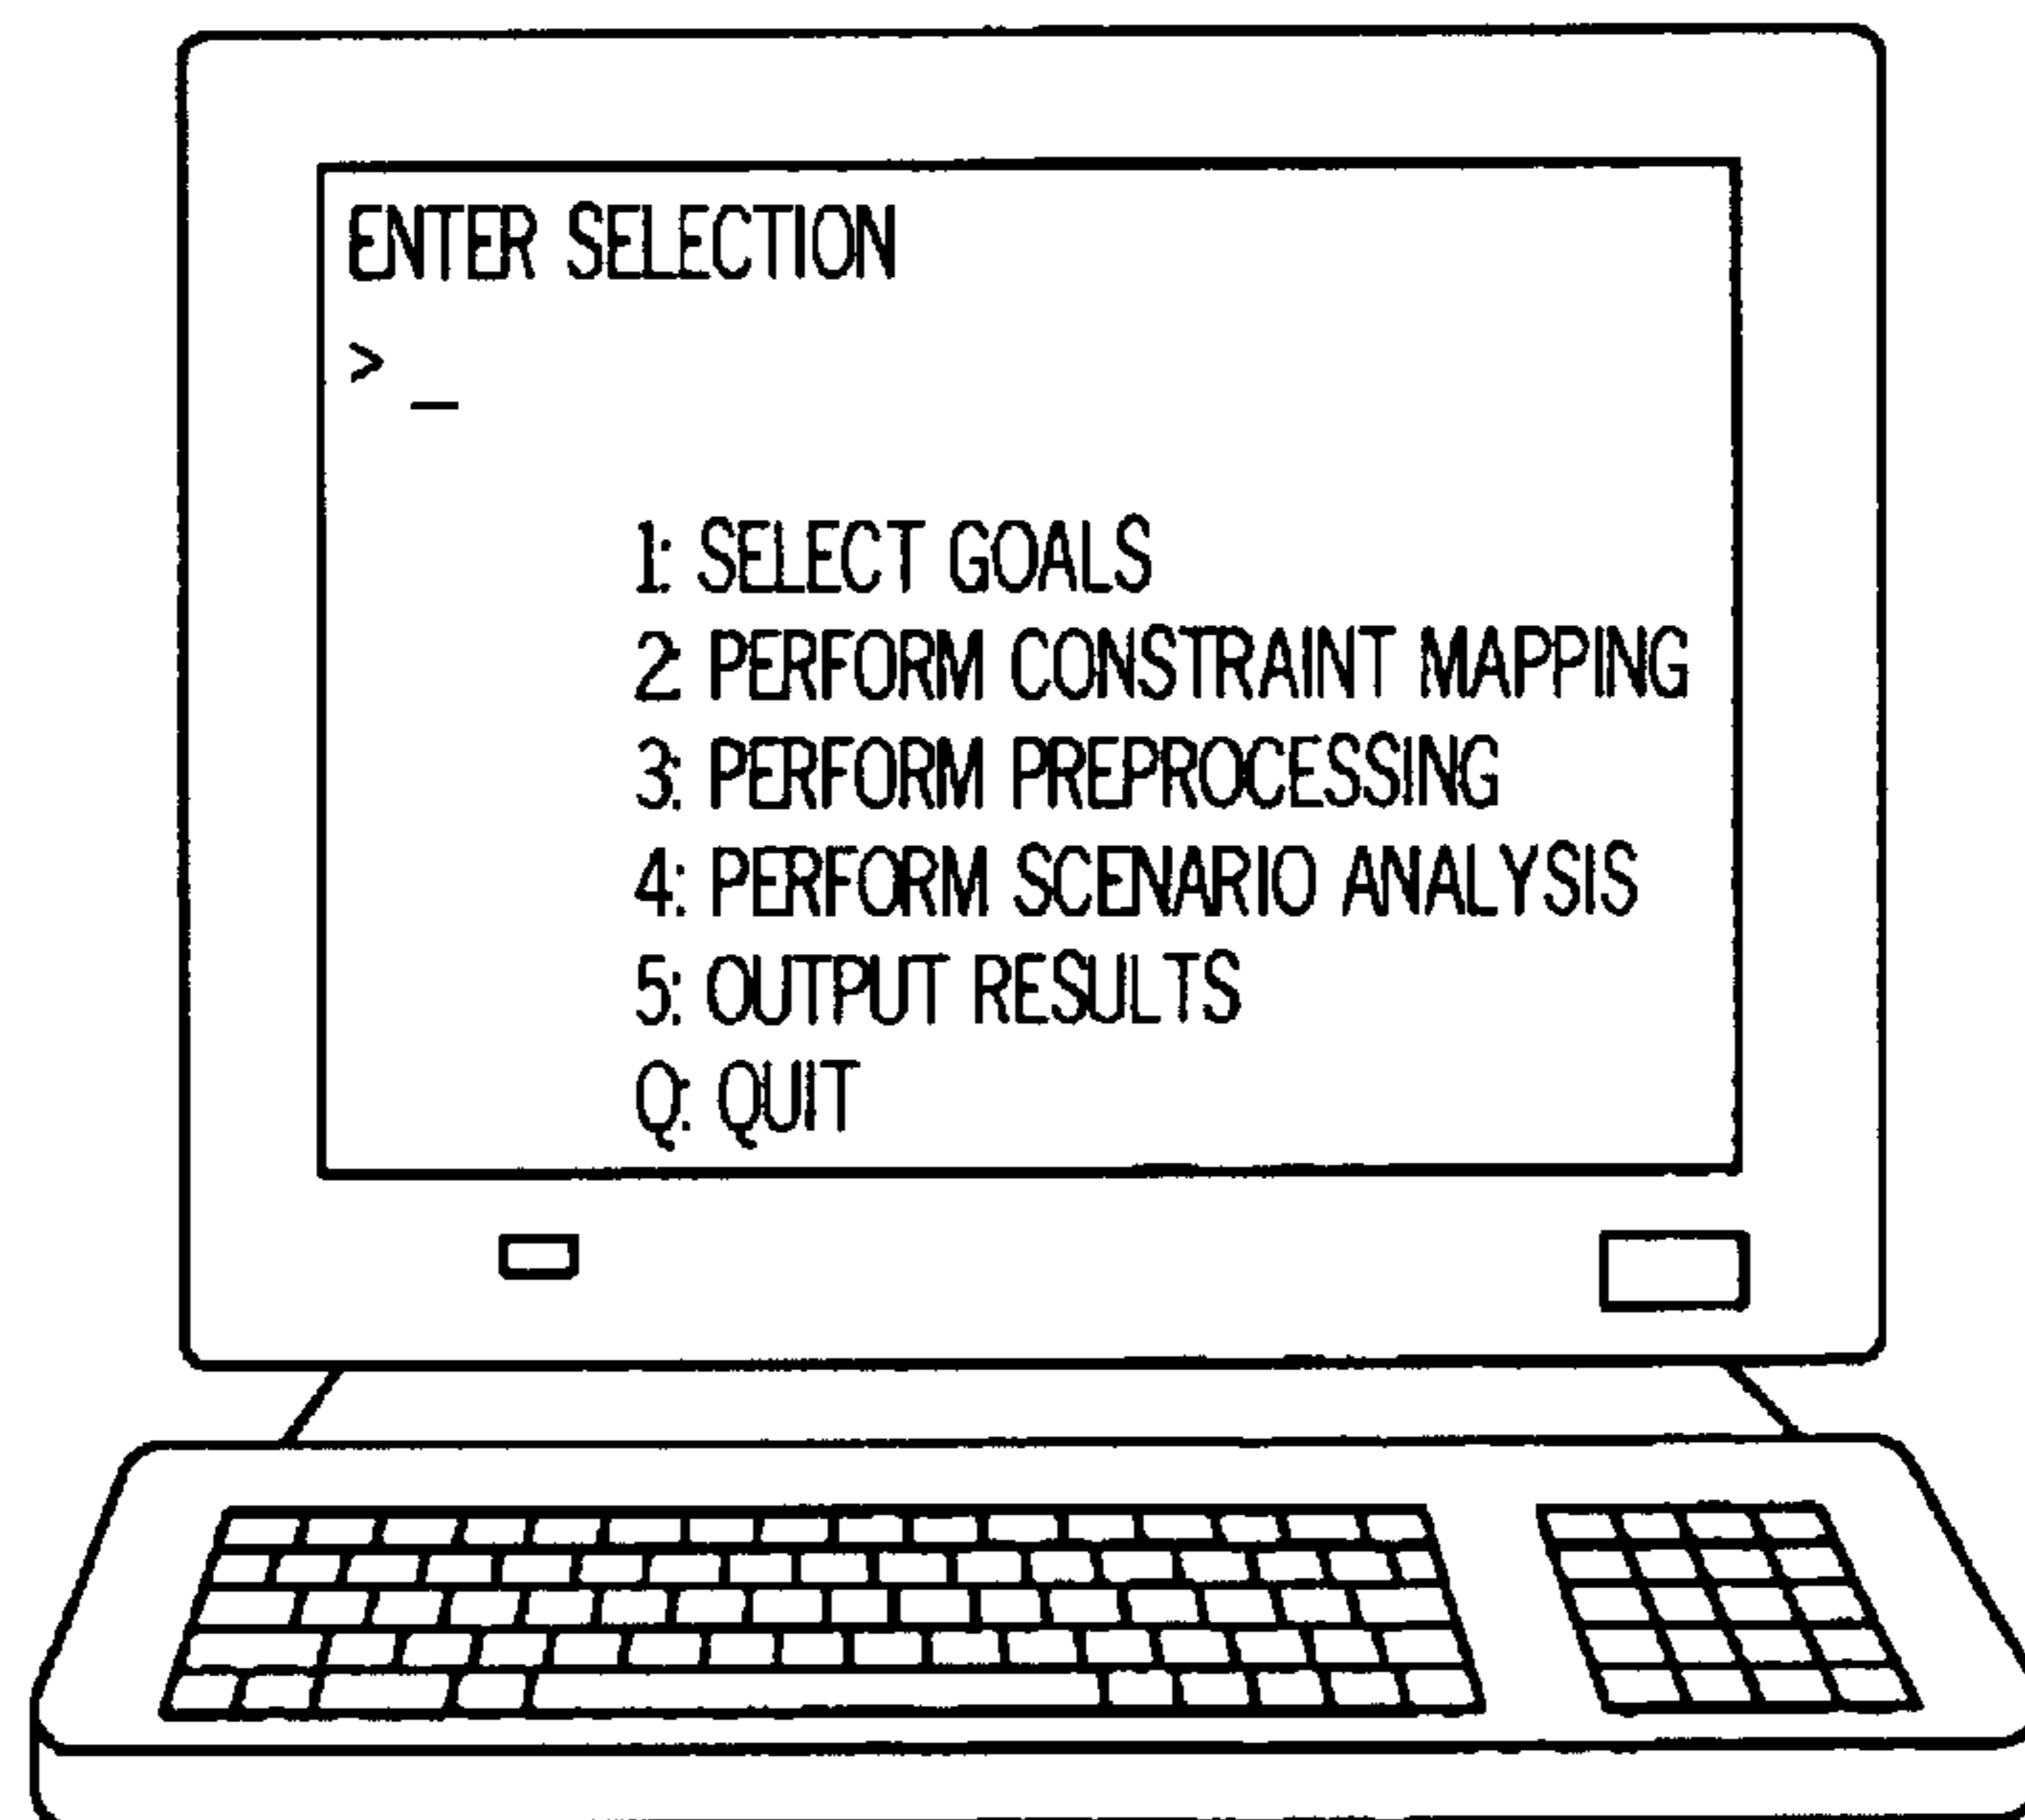 ENTER SELECTION
> _
1: SELECT GOALS
2: PERFORM CONSTRAINT MAPPING
3: PERFORM PREPROCESSING
4: PERFORM SCENARIO ANALYSIS
5: OUTPUT RESULTS
Q: QUIT